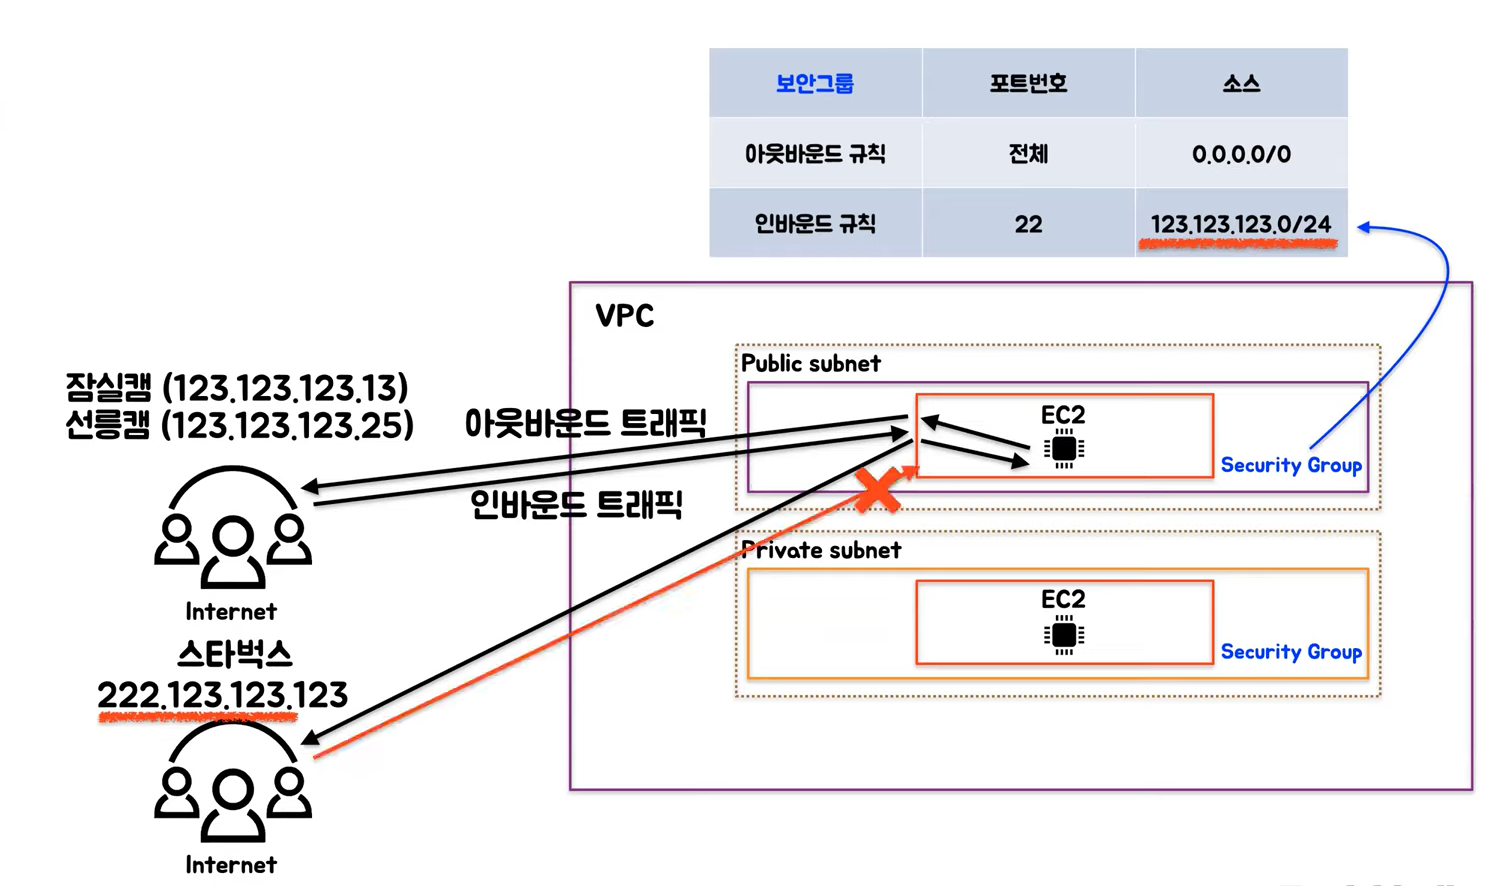 보안그룹 포트번호 소스
아웃바운드 규칙 전체 0.0.0.0/0
인바운드 규칙 22 123.123.123.0/24
VPC
Public subnet
EC2
Security Group
잠실캠 (123.123.123.13)
선릉캠 (123.123.123.25)
아웃바운드 트래픽
인바운드 트래픽
Internet
Private subnet
EC2
Security Group
스타벅스
222.123.123.123
Internet